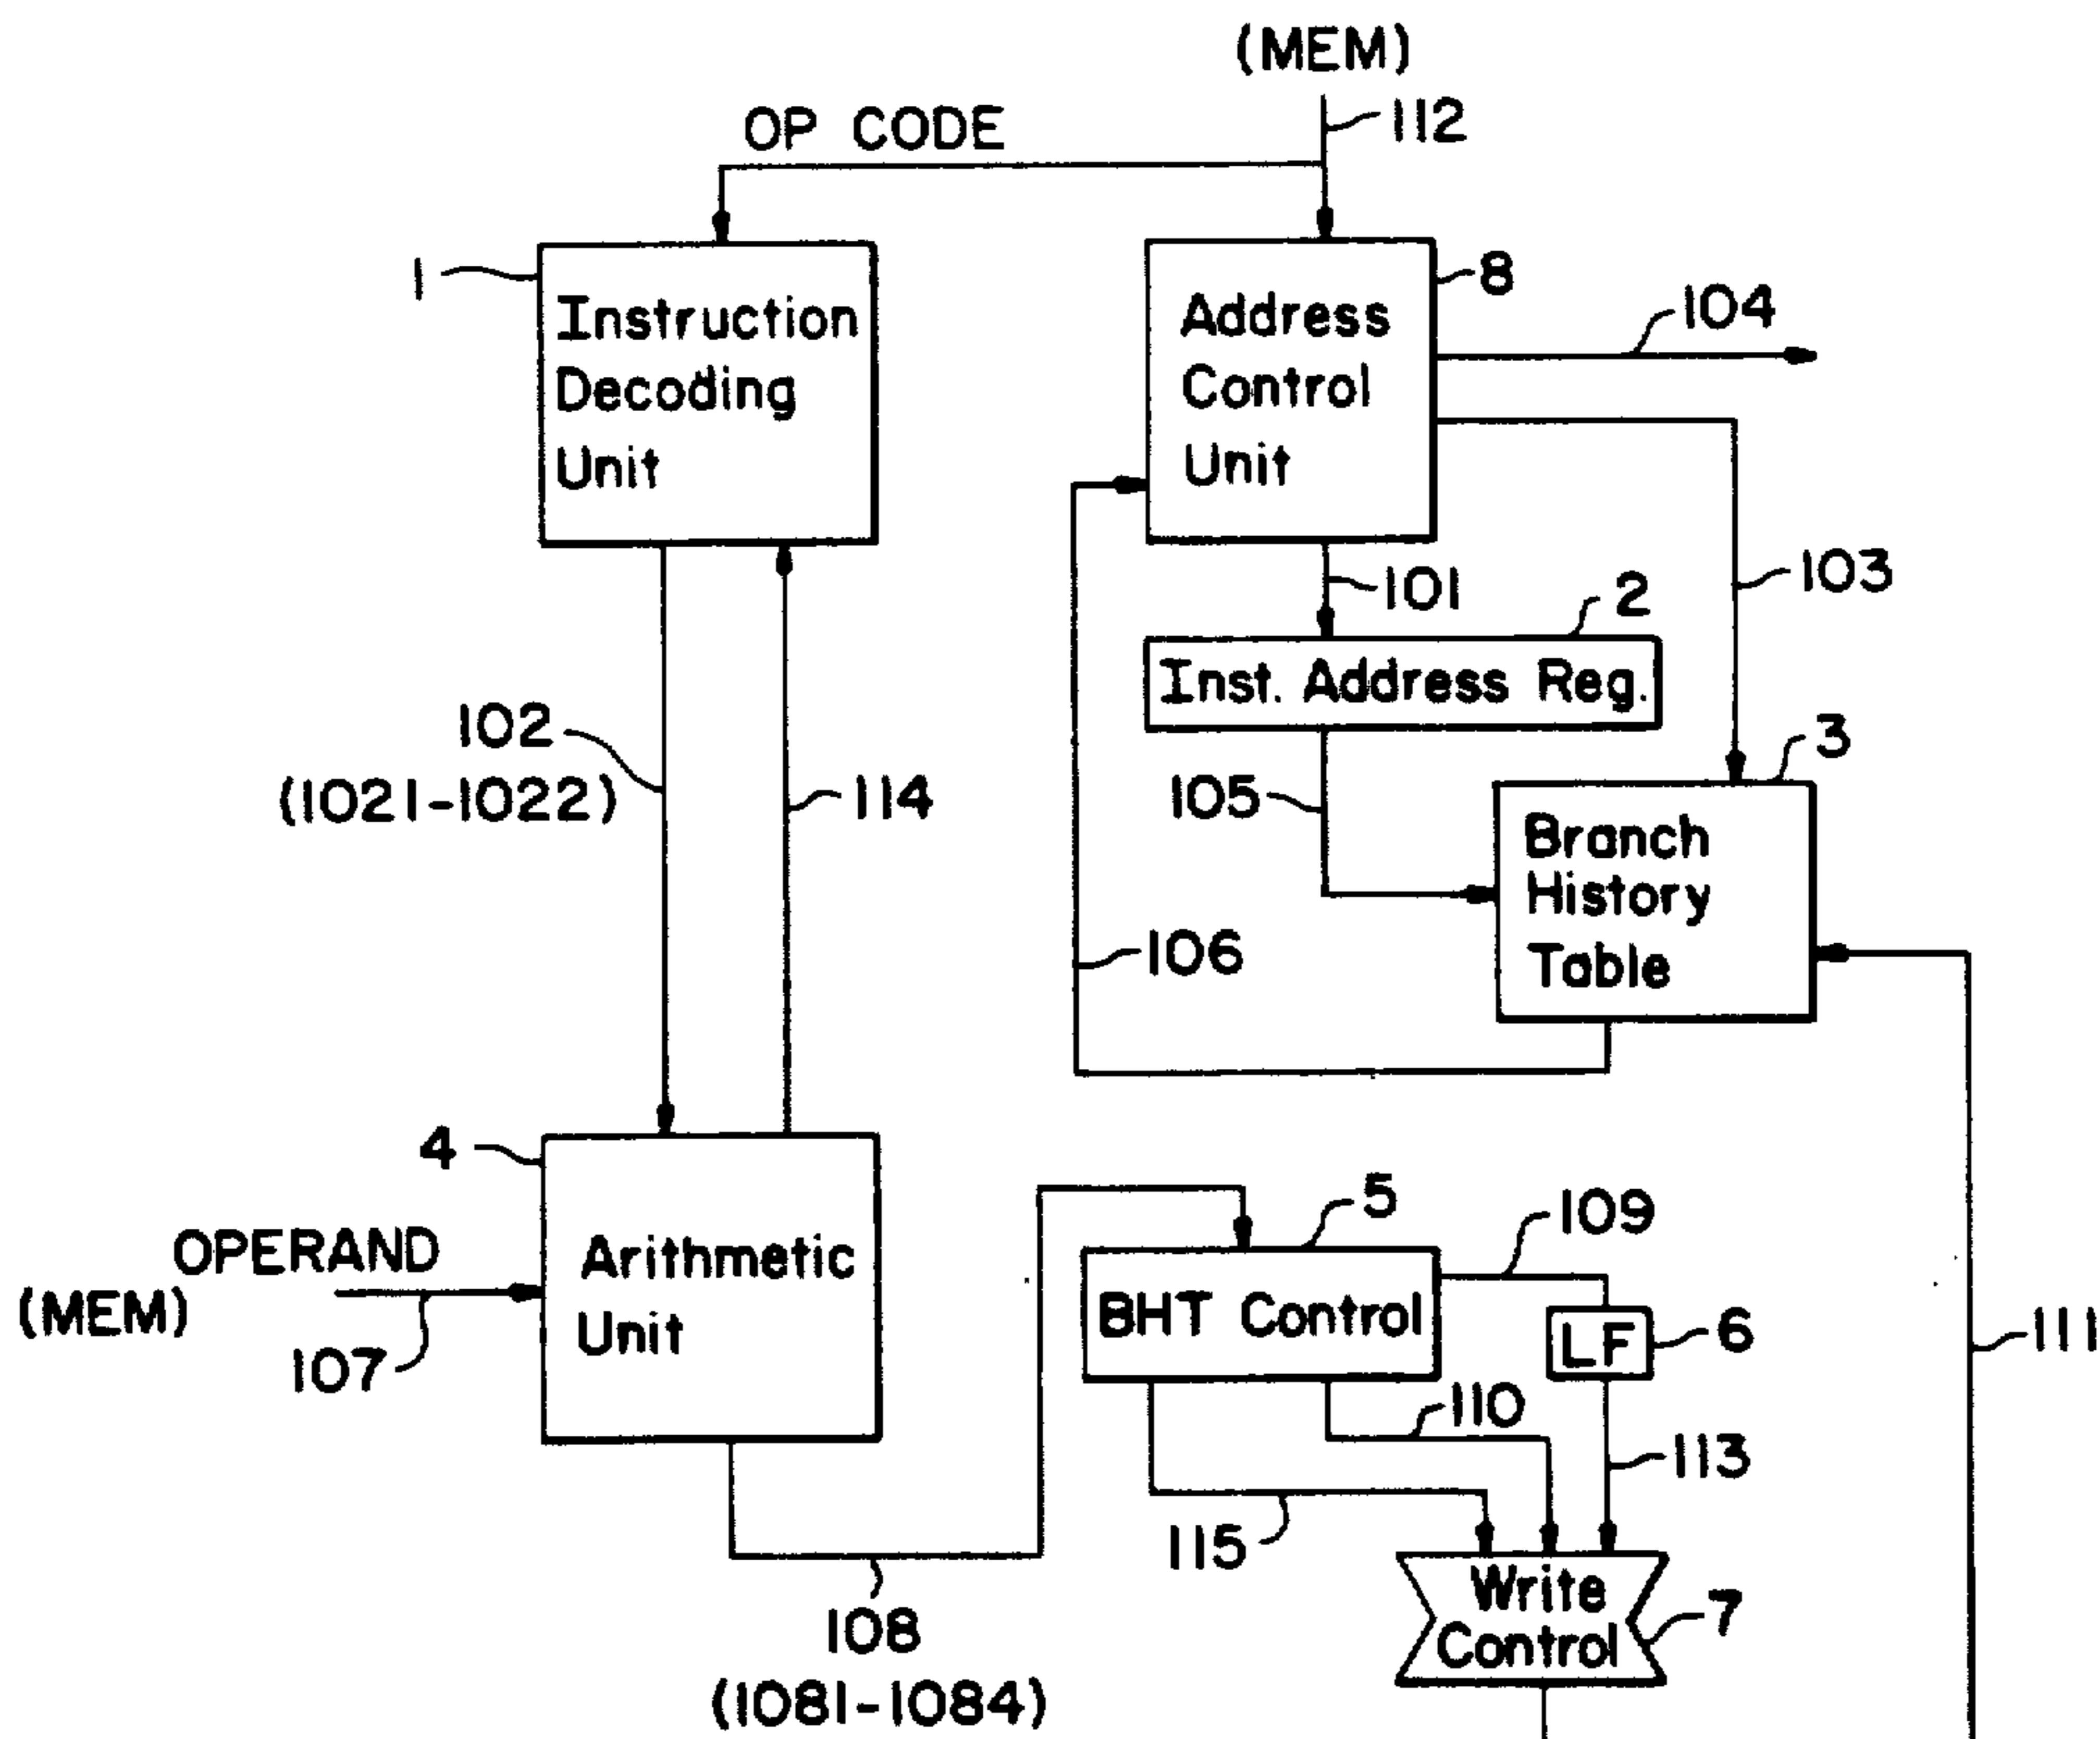 (MEM)
112
OP CODE
1
Instruction
Decoding
Unit
8
Address
Control
Unit
104
103
101
2
Inst. Address Reg.
102
(1021-1022)
114
105
3
Branch
History
Table
106
4
Arithmetic
Unit
OPERAND
(MEM)
107
5
BHT Control
109
LF
6
111
110
113
115
Write
Control
7
108
(1081-1084)